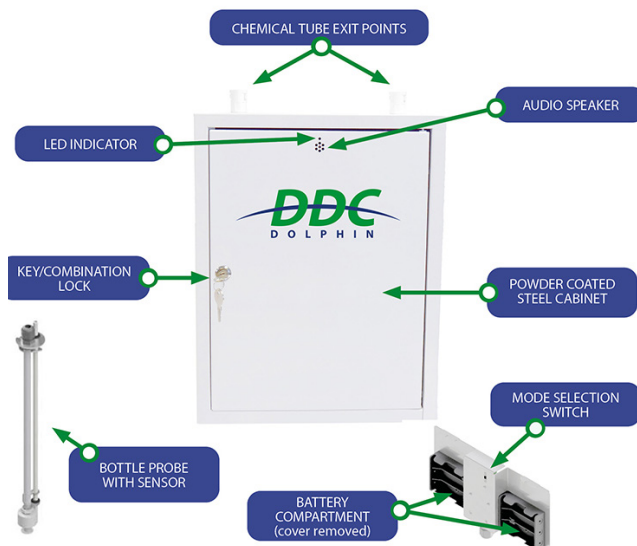 CHEMICAL TUBE EXIT POINTS
AUDIO SPEAKER
LED INDICATOR
DDC
DOLPHIN
KEY/COMBINATION
LOCK
POWDER COATED
STEEL CABINET
MODE SELECTION
SWITCH
BOTTLE PROBE
WITH SENSOR
BATTERY
COMPARTMENT
(cover removed)